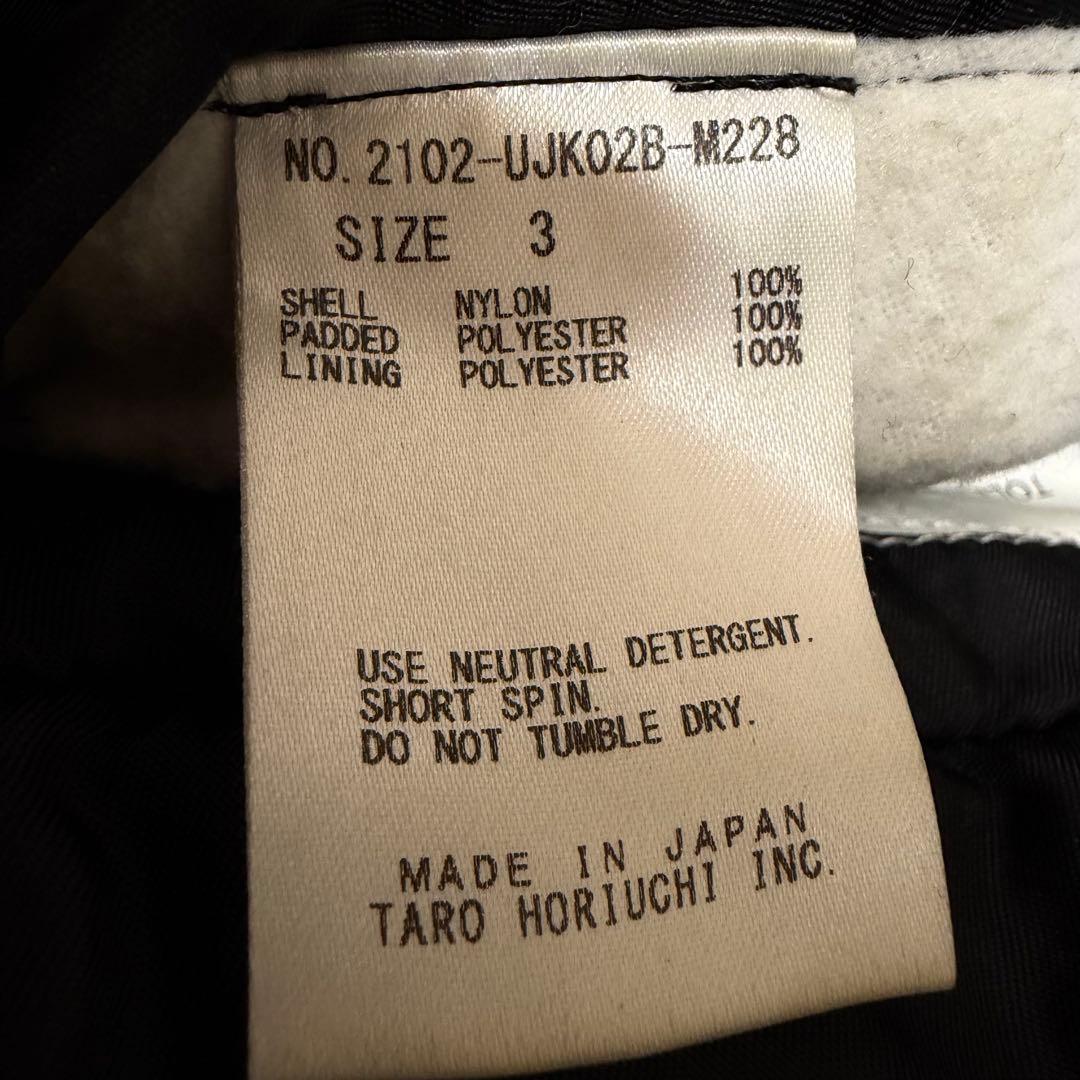 NO. 2102-UJK02B-M228
SIZE 3
SHELL NYLON 100%
PADDED POLYESTER 100%
LINING POLYESTER 100%
USE NEUTRAL DETERGENT.
SHORT SPIN.
DO NOT TUMBLE DRY.
MADE IN JAPAN
TARO HORIUCHI INC.